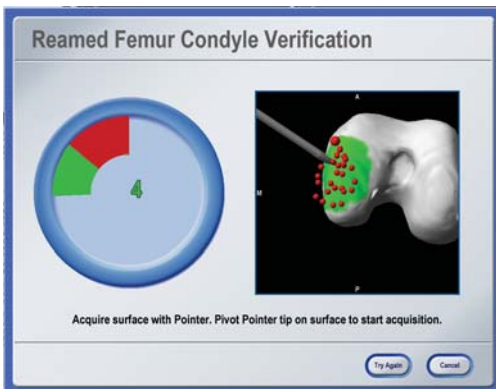 Reamed Femur Condyle Verification
A
4
M
P
Acquire surface with Pointer. Pivot Pointer tip on surface to start acquisition.
Try Again Cancel